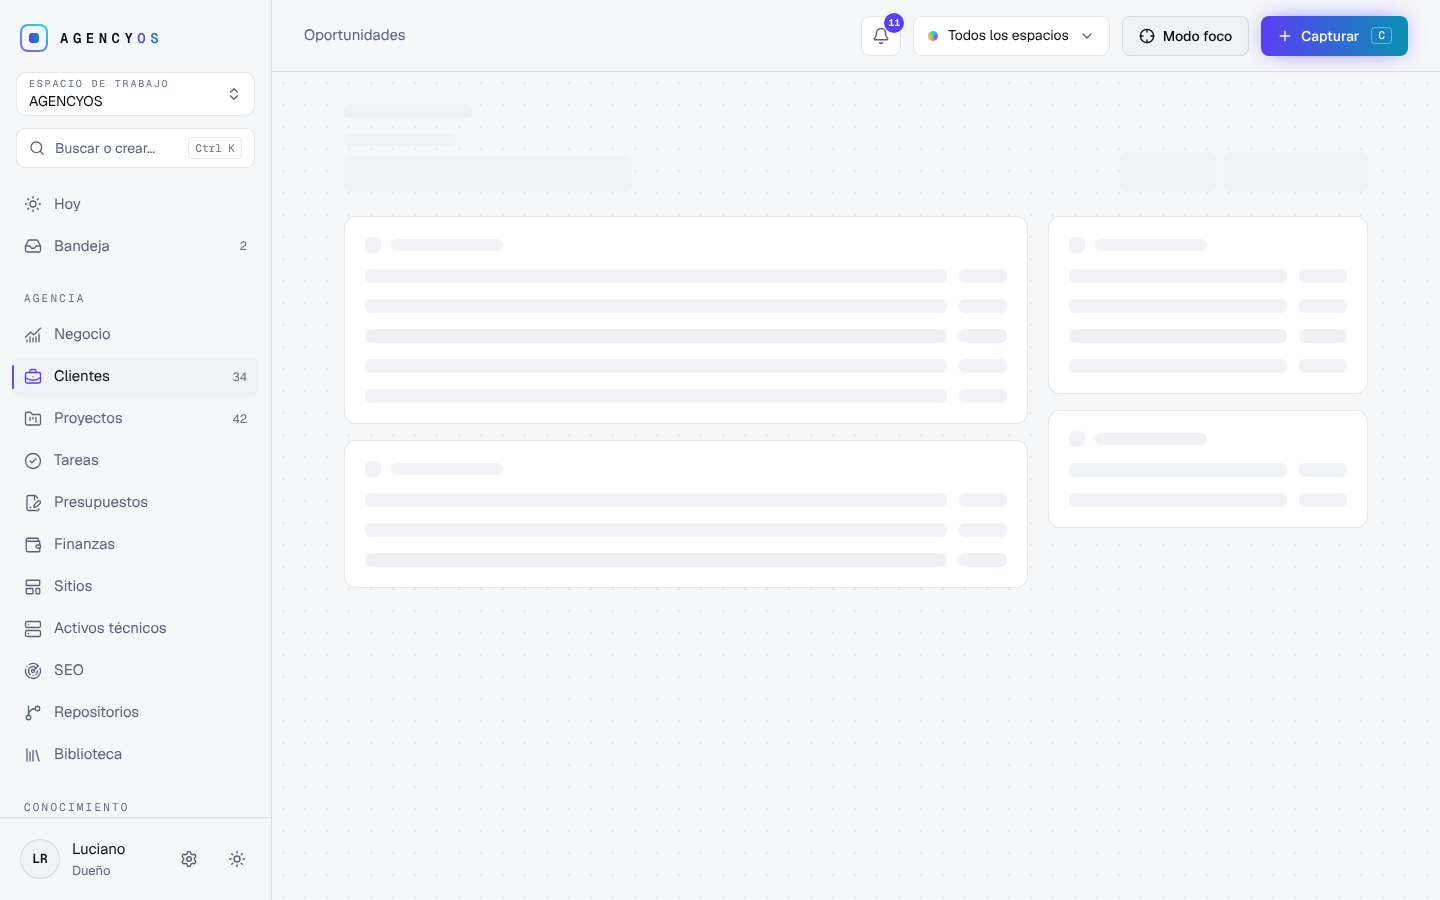 AGENCYOS
ESPACIO DE TRABAJO
AGENCYOS
Buscar o crear... Ctrl K
Hoy
Bandeja 2
AGENCIA
Negocio
Clientes 34
Proyectos 42
Tareas
Presupuestos
Finanzas
Sitios
Activos técnicos
SEO
Repositorios
Biblioteca
CONOCIMIENTO
LR
Luciano
Dueño
Oportunidades
11
Todos los espacios
Modo foco
Capturar C